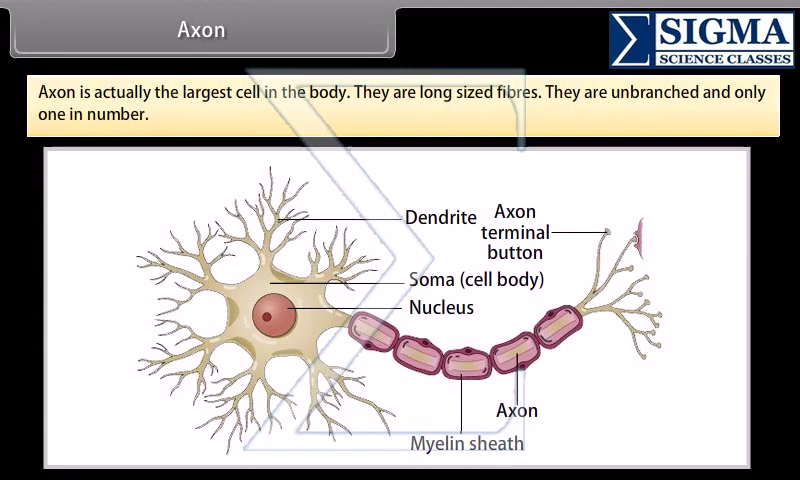 Axon
SIGMA
SCIENCE CLASSES
Axon is actually the largest cell in the body. They are long sized fibres. They are unbranched and only
one in number.
Dendrite
Axon
terminal
button
Soma (cell body)
Nucleus
Axon
Myelin sheath